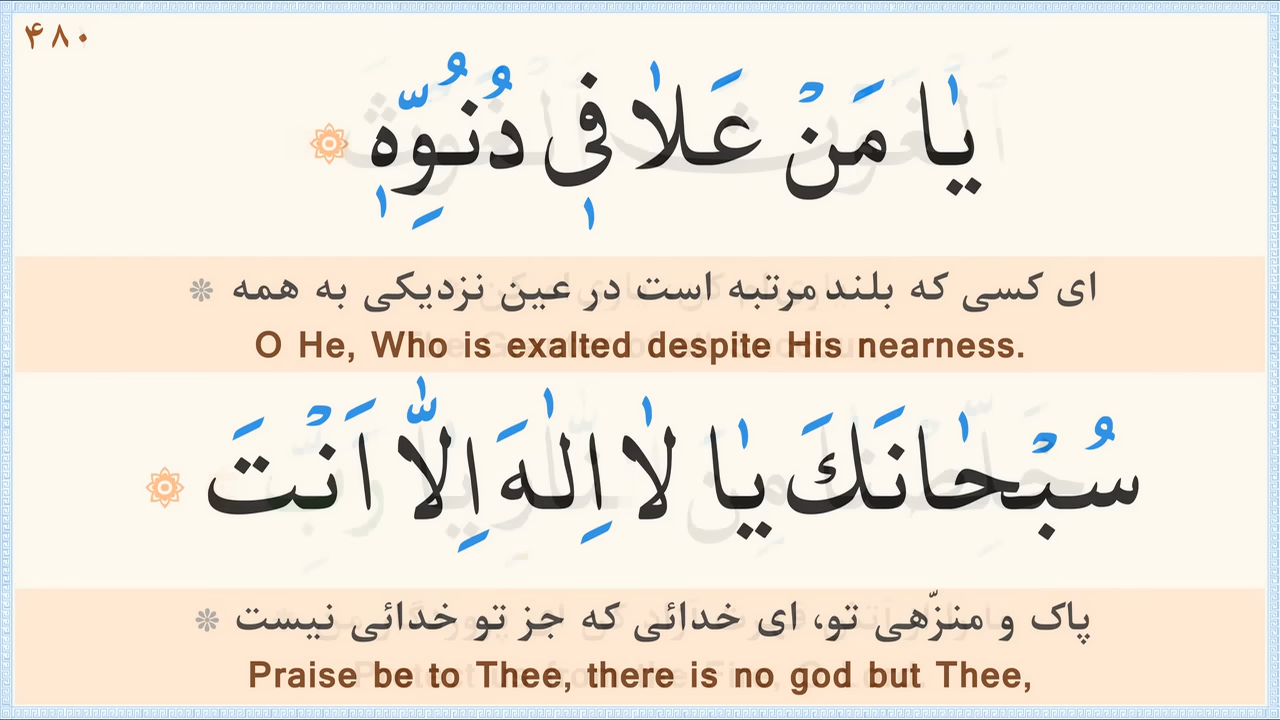 ۴۸۰
يٰا مَنْ عَلٰا فٖى دُنُوِّهٖ
ای کسی که بلند مرتبه است در عین نزدیکی به همه
O He, Who is exalted despite His nearness.
سُبْحٰانَكَ يٰا لٰا اِلٰهَ اِلّٰا اَنْتَ
پاک و منزّهی تو، ای خدائی که جز تو خدائی نیست
Praise be to Thee, there is no god but Thee,